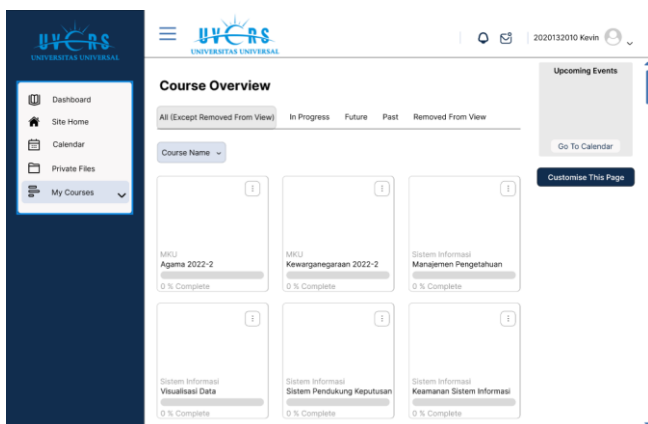 UVERS
UNIVERSITAS UNIVERSAL
Dashboard
Site Home
Calendar
Private Files
My Courses
UVERS
UNIVERSITAS UNIVERSAL
2020132010 Kevin
Course Overview
All (Except Removed From View)
In Progress
Future
Past
Removed From View
Course Name
MKU
Agama 2022-2
0 % Complete
MKU
Kewarganegaraan 2022-2
0 % Complete
Sistem Informasi
Manajemen Pengetahuan
0 % Complete
Sistem Informasi
Visualisasi Data
0 % Complete
Sistem Informasi
Sistem Pendukung Keputusan
0 % Complete
Sistem Informasi
Keamanan Sistem Informasi
0 % Complete
Upcoming Events
Go To Calendar
Customise This Page